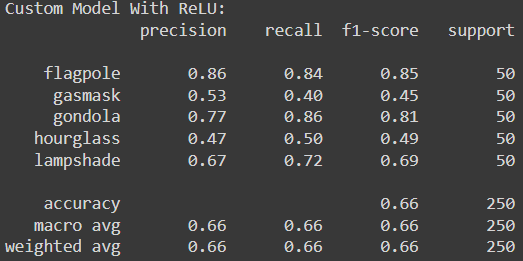 Custom Model With ReLU:
precision recall f1-score support
flagpole 0.86 0.84 0.85 50
gasmask 0.53 0.40 0.45 50
gondola 0.77 0.86 0.81 50
hourglass 0.47 0.50 0.49 50
lampshade 0.67 0.72 0.69 50
accuracy 0.66 250
macro avg 0.66 0.66 0.66 250
weighted avg 0.66 0.66 0.66 250